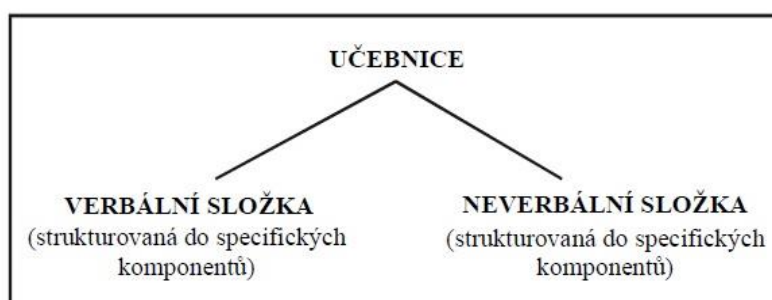 UČEBNICE
VERBÁLNÍ SLOŽKA
(strukturovaná do specifických
komponentů)
NEVERBÁLNÍ SLOŽKA
(strukturovaná do specifických
komponentů)